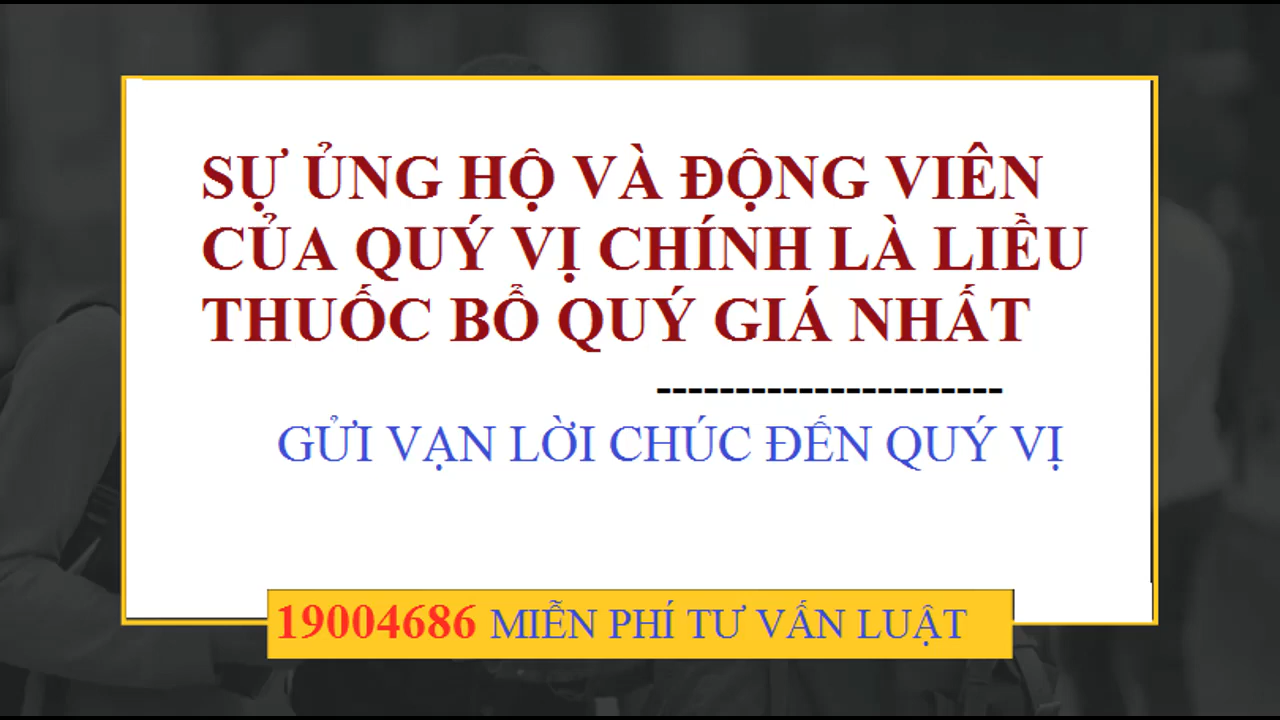 SỰ ỦNG HỘ VÀ ĐỘNG VIÊN
CỦA QUÝ VỊ CHÍNH LÀ LIỀU
THUỐC BỔ QUÝ GIÁ NHẤT
----------------------
GỬI VẠN LỜI CHÚC ĐẾN QUÝ VỊ
19004686 MIỄN PHÍ TƯ VẤN LUẬT